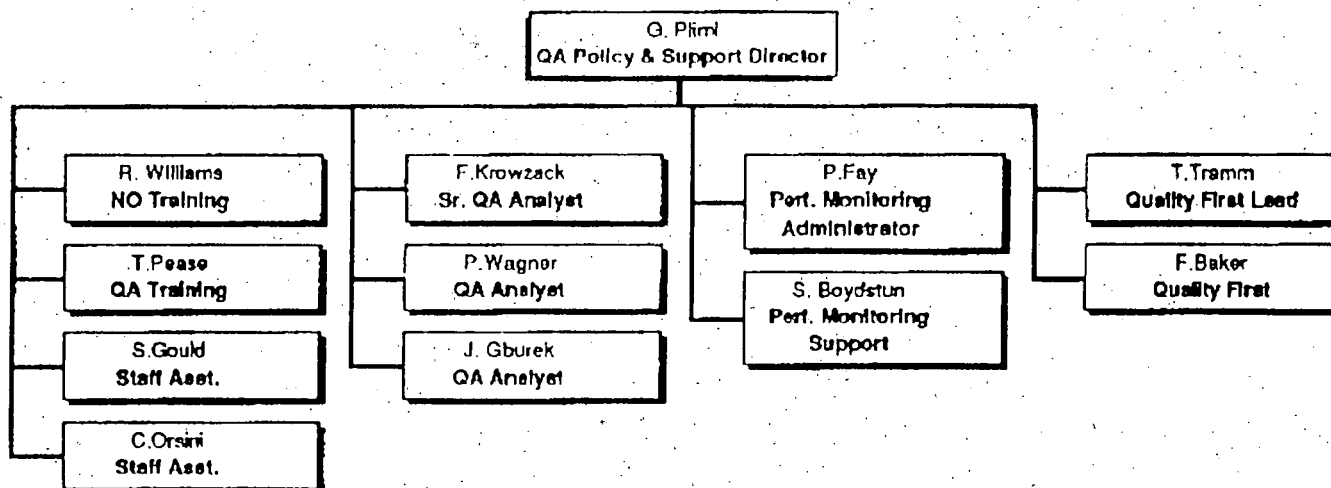 G. Pliml
QA Policy & Support Director
R. Williams
NO Training
T.Pease
QA Training
S.Gould
Staff Asst.
C.Orsini
Staff Asst.
F.Krowzack
Sr. QA Analyst
P.Wagner
QA Analyst
J. Gburek
QA Analyst
P.Fay
Perf. Monitoring
Administrator
S. Boydstun
Perf. Monitoring
Support
T.Tramm
Quality First Lead
F.Baker
Quality First